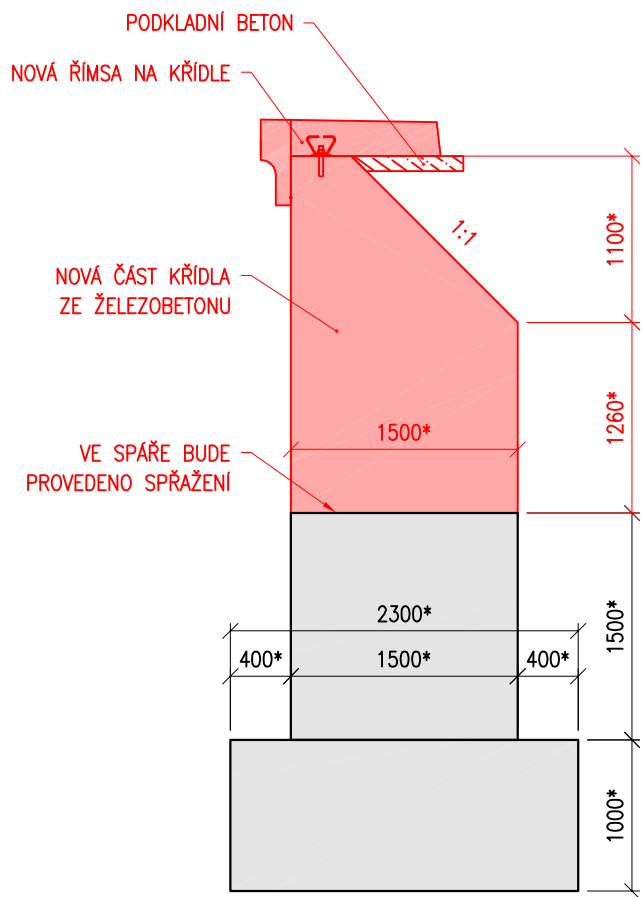 PODKLADNÍ BETON
NOVÁ ŘÍMSA NA KŘÍDLE
1:1
1100*
NOVÁ ČÁST KŘÍDLA
ZE ŽELEZOBETONU
1260*
1500*
VE SPÁŘE BUDE
PROVEDENO SPŘAŽENÍ
2300*
1500*
400*
1500*
400*
1000*